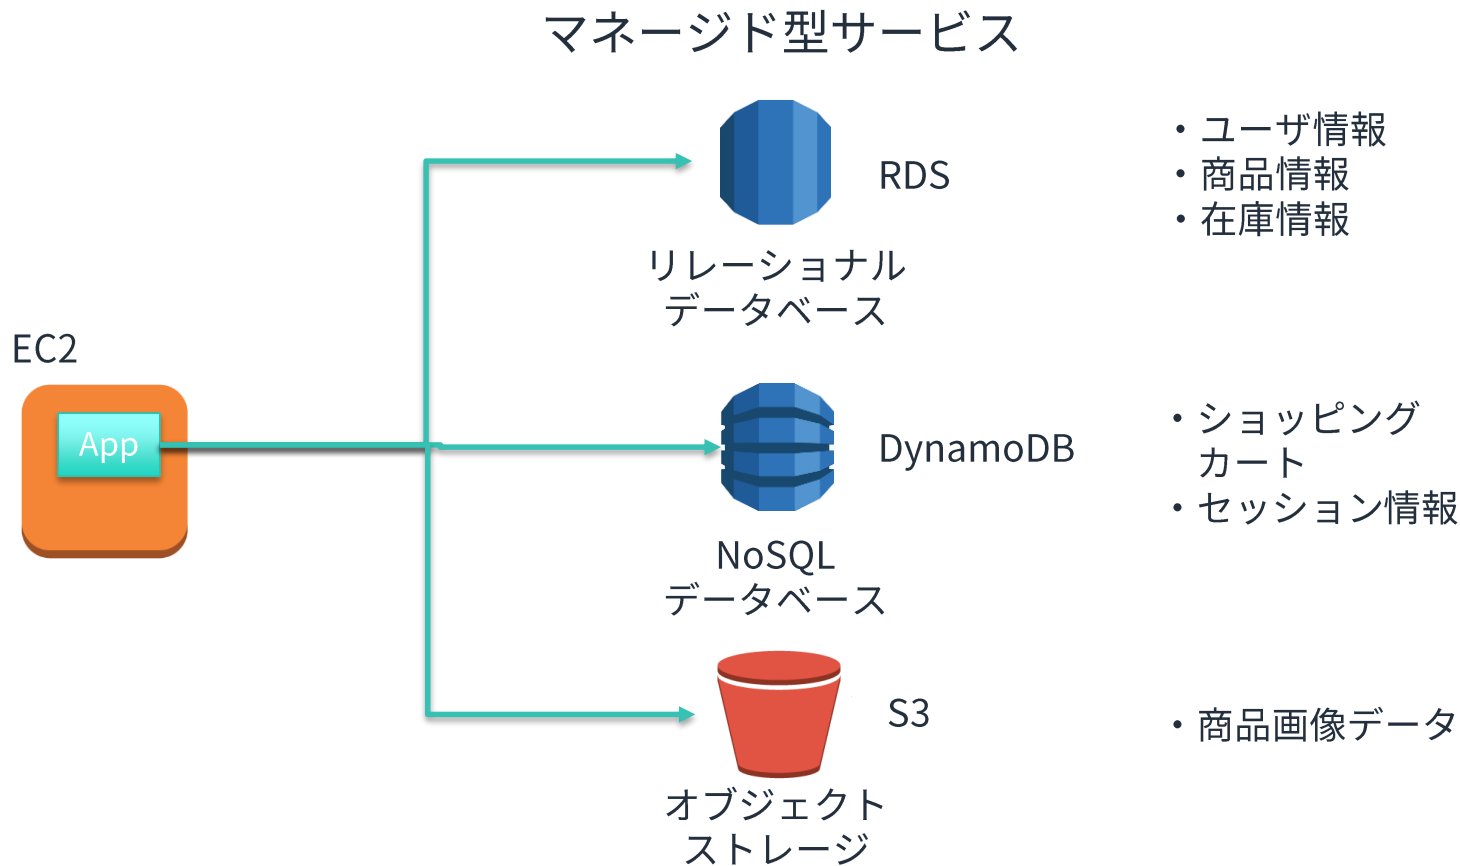 マネージド型サービス
RDS
・ユーザ情報
・商品情報
・在庫情報
リレーショナル
データベース
EC2
App
DynamoDB
・ショッピング
カート
・セッション情報
NoSQL
データベース
S3
・商品画像データ
オブジェクト
ストレージ